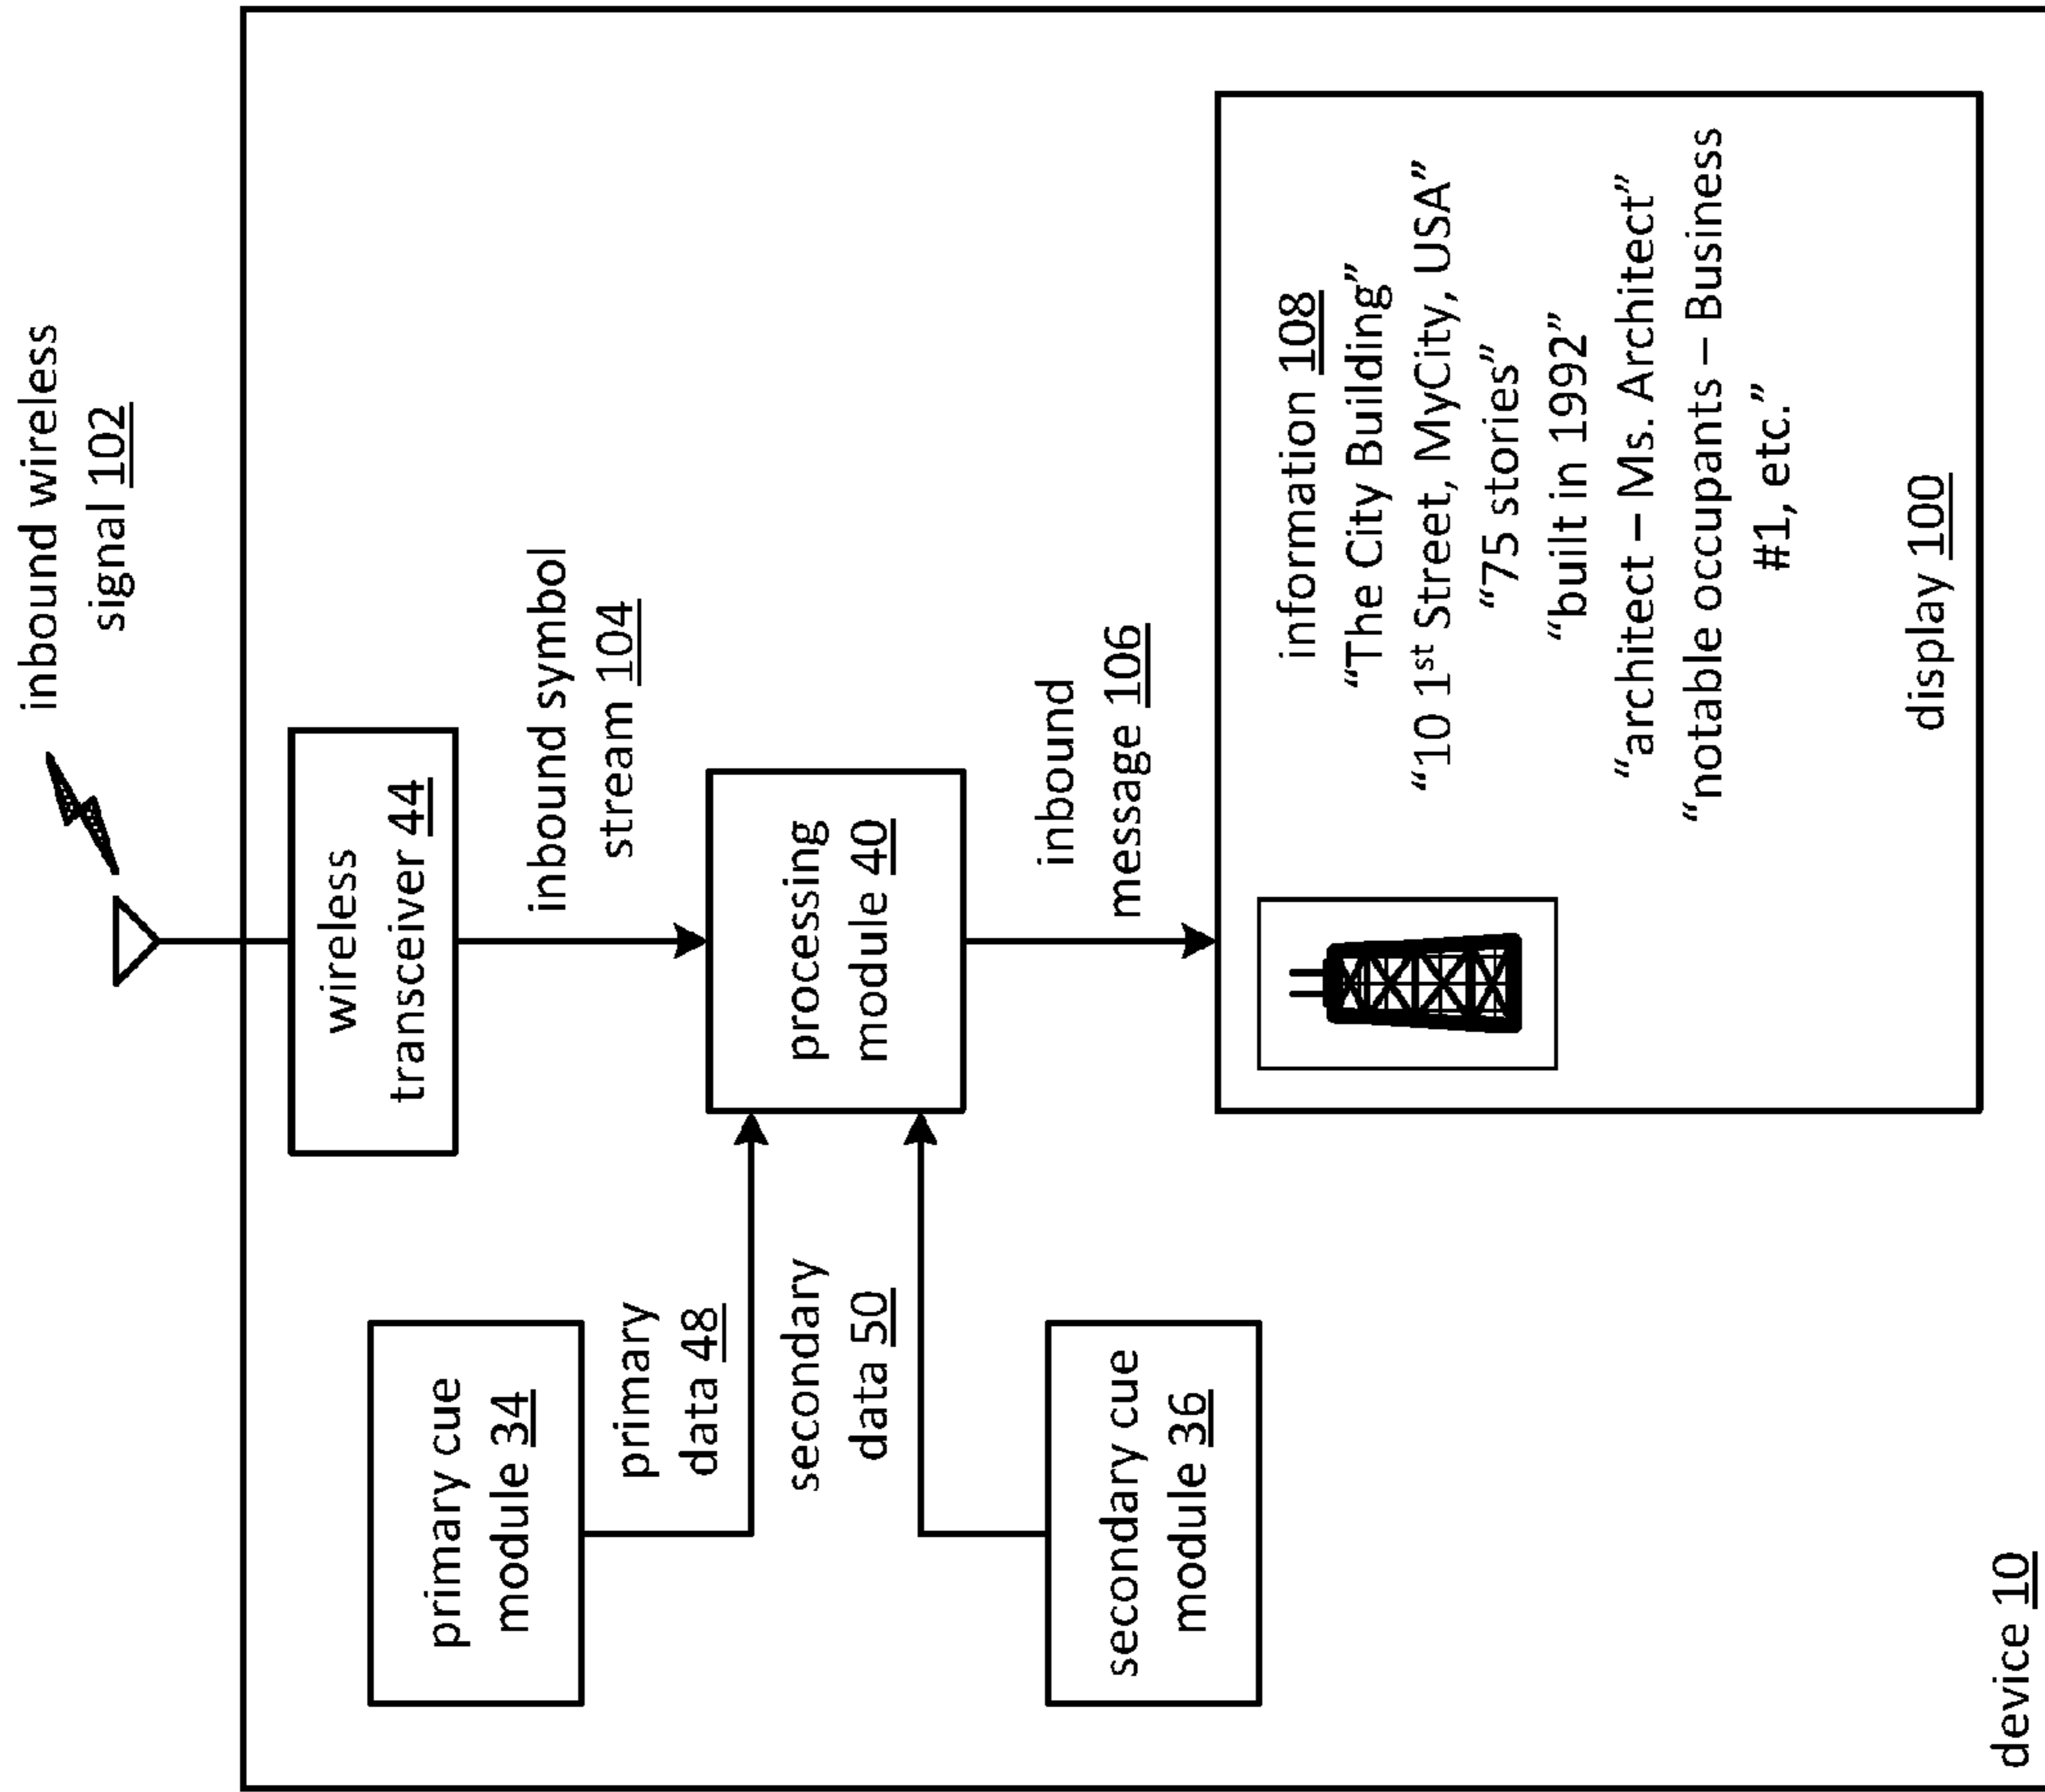 inbound wireless
signal 102
wireless
transceiver 44
inbound symbol
stream 104
primary cue
module 34
primary
data 48
secondary
data 50
processing
module 40
secondary cue
module 36
inbound
message 106
information 108
“The City Building”
“10 1st Street, MyCity, USA”
“75 stories”
“built in 1992”
“architect – Ms. Architect”
“notable occupants – Business
#1, etc.”
display 100
device 10